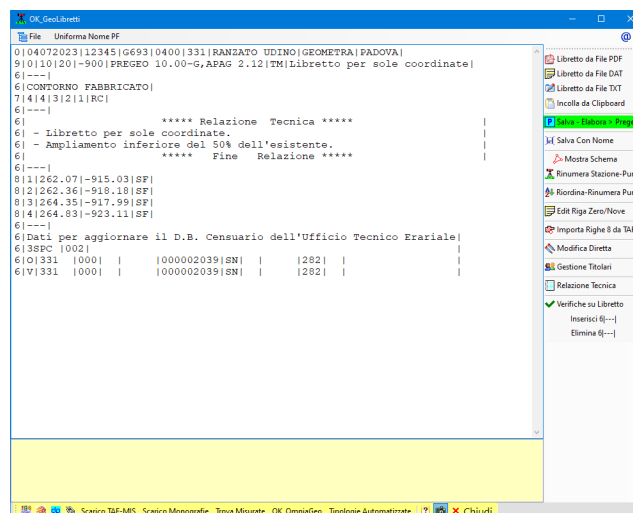 OK_GeoLibretti
File Uniforma Nome PF
@
0|04072023|12345|G693|0400|331|RANZATO UDINO|GEOMETRA|PADOVA|
9|0|10|20|-900|PREGEO 10.00-G,APAG 2.12|TM|Libretto per sole coordinate|
6|---|
6|CONTORNO FABBRICATO|
7|4|4|3|2|1|RC|
6|---|
6| ***** Relazione Tecnica ***** |
6| - Libretto per sole coordinate. |
6| - Ampliamento inferiore del 50% dell'esistente. |
6| ***** Fine Relazione ***** |
6|---|
8|1|262.07|-915.03|SF|
8|2|262.36|-918.18|SF|
8|3|264.35|-917.99|SF|
8|4|264.83|-923.11|SF|
6|---|
6|Dati per aggiornare il D.B. Censuario dell'Ufficio Tecnico Erariale|
6|3SPC |002| |
6|O|331 |000| | |000002039|SN| | |282| | |
6|V|331 |000| | |000002039|SN| | |282| | |
Libretto da File PDF
Libretto da File DAT
Libretto da File TXT
Incolla da Clipboard
P Salva - Elabora > Prege
Salva Con Nome
Mostra Schema
Rinumera Stazione-Pun
Riordina-Rinumera Pun
Edit Riga Zero/Nove
Importa Righe 8 da TAF
Modifica Diretta
Gestione Titolari
Relazione Tecnica
Verifiche su Libretto
Inserisci 6|---|
Elimina 6|---|
Scarico TAF-MIS Scarico Monografie Trova Misurate OK_OmniaGeo Tipologie Automatizzate ? Chiudi